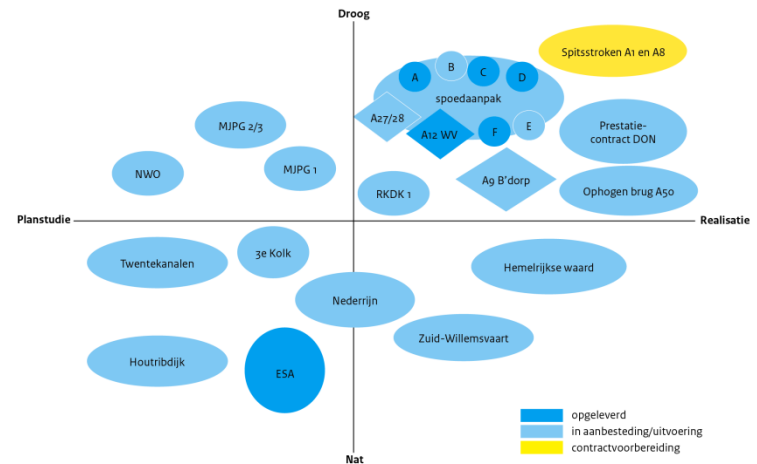 Droog
Spitsstroken A1 en A8
A
B
C
D
spoedaanpak
A27/28
A12 WV
F
E
MJPG 2/3
Prestatie-
contract DON
NWO
MJPG 1
A9 B'dorp
RKDK 1
Ophogen brug A50
Planstudie
Realisatie
Twentekanalen
3e Kolk
Hemelrijkse waard
Nederrijn
Zuid-Willemsvaart
Houtribdijk
ESA
opgeleverd
in aanbesteding/uitvoering
contractvoorbereiding
Nat